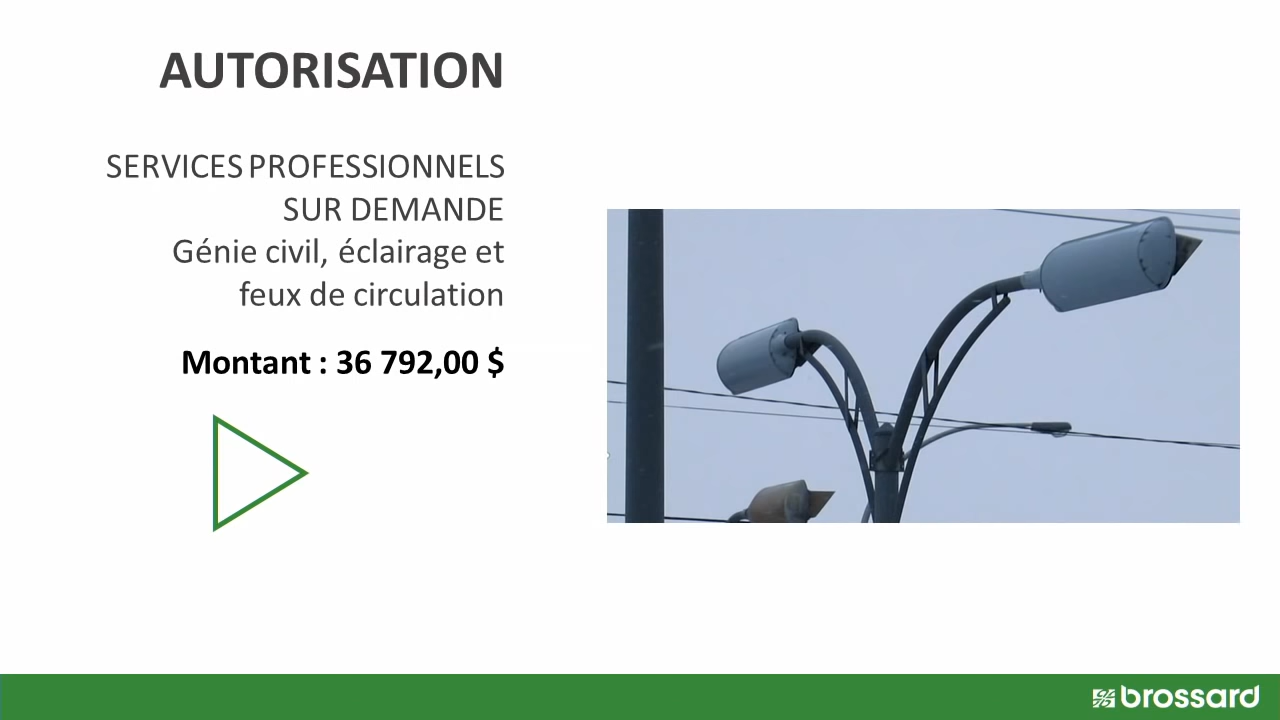 AUTORISATION
SERVICES PROFESSIONNELS
SUR DEMANDE
Génie civil, éclairage et
feux de circulation
Montant : 36 792,00 $
brossard